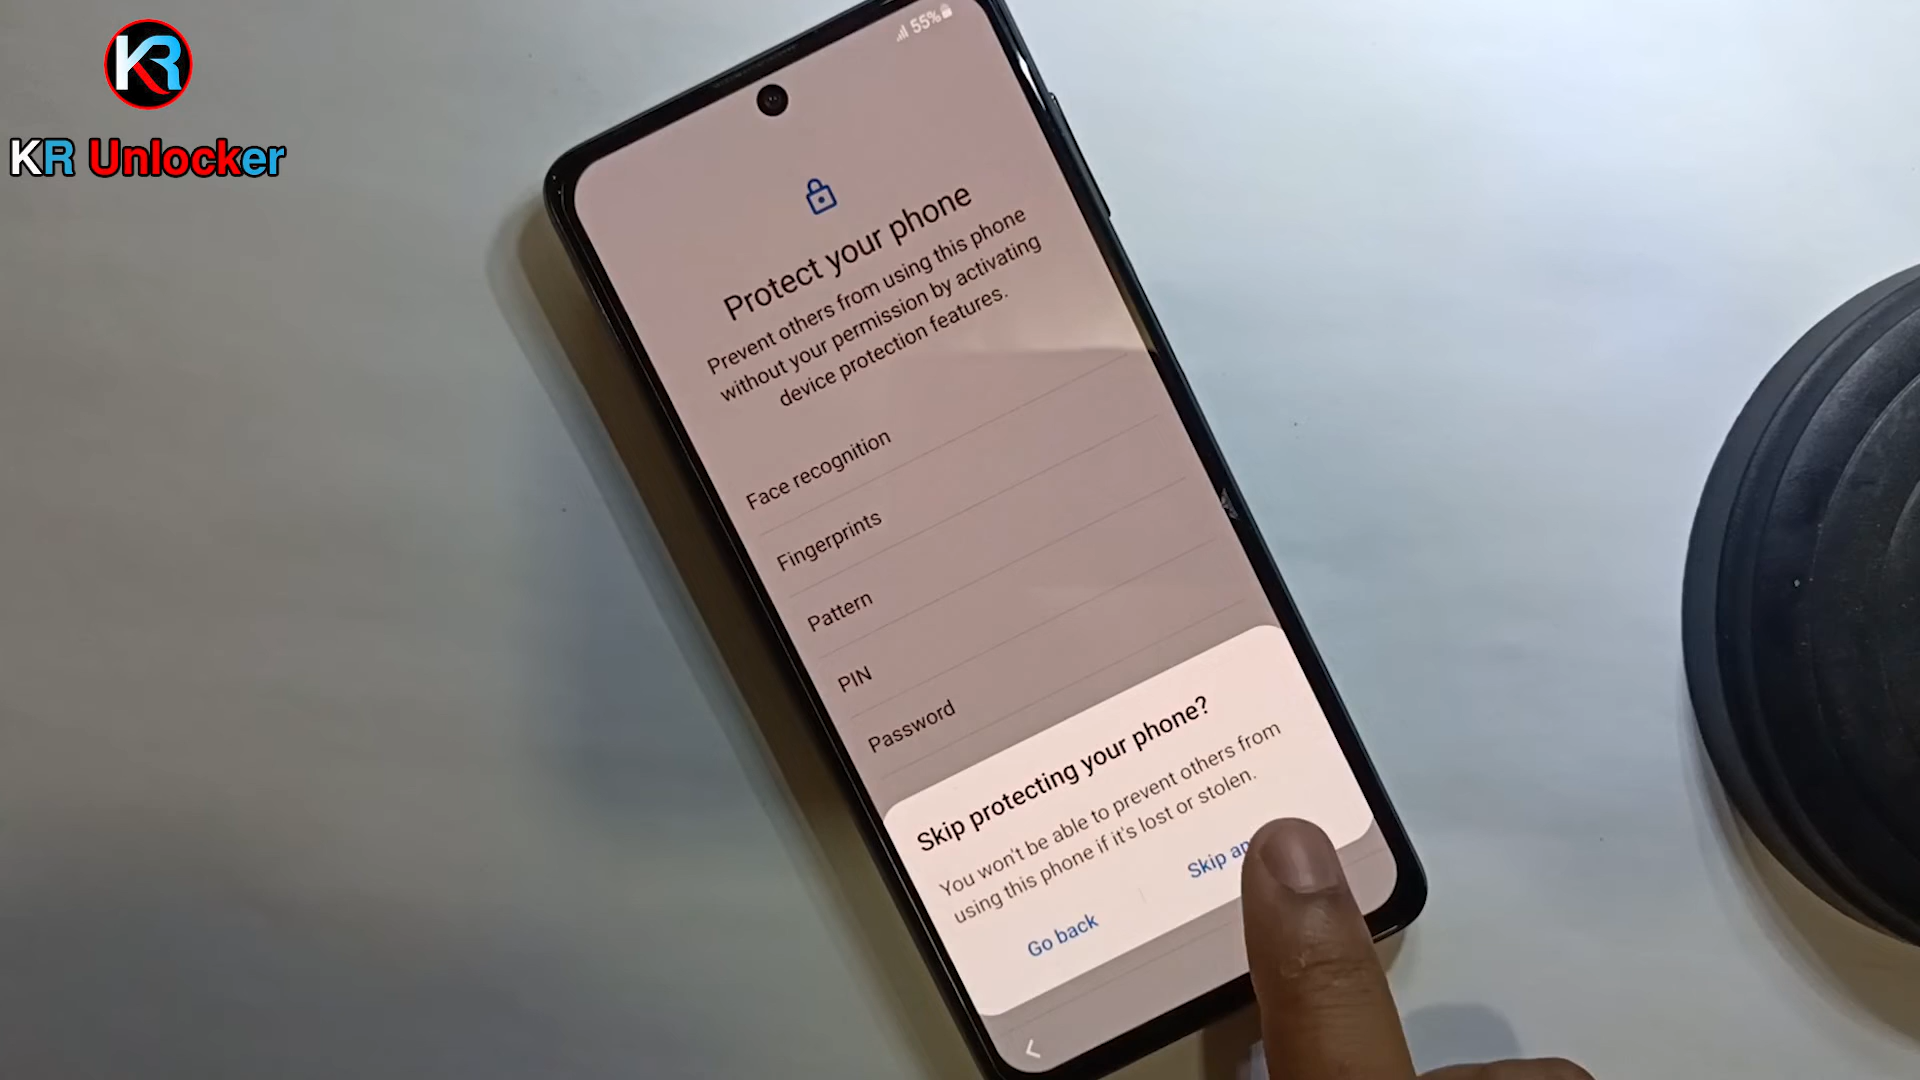 KR
KR Unlocker
55%
Protect your phone
Prevent others from using this phone
without your permission by activating
device protection features.
Face recognition
Fingerprints
Pattern
PIN
Password
Skip protecting your phone?
You won't be able to prevent others from
using this phone if it's lost or stolen.
Go back
Skip